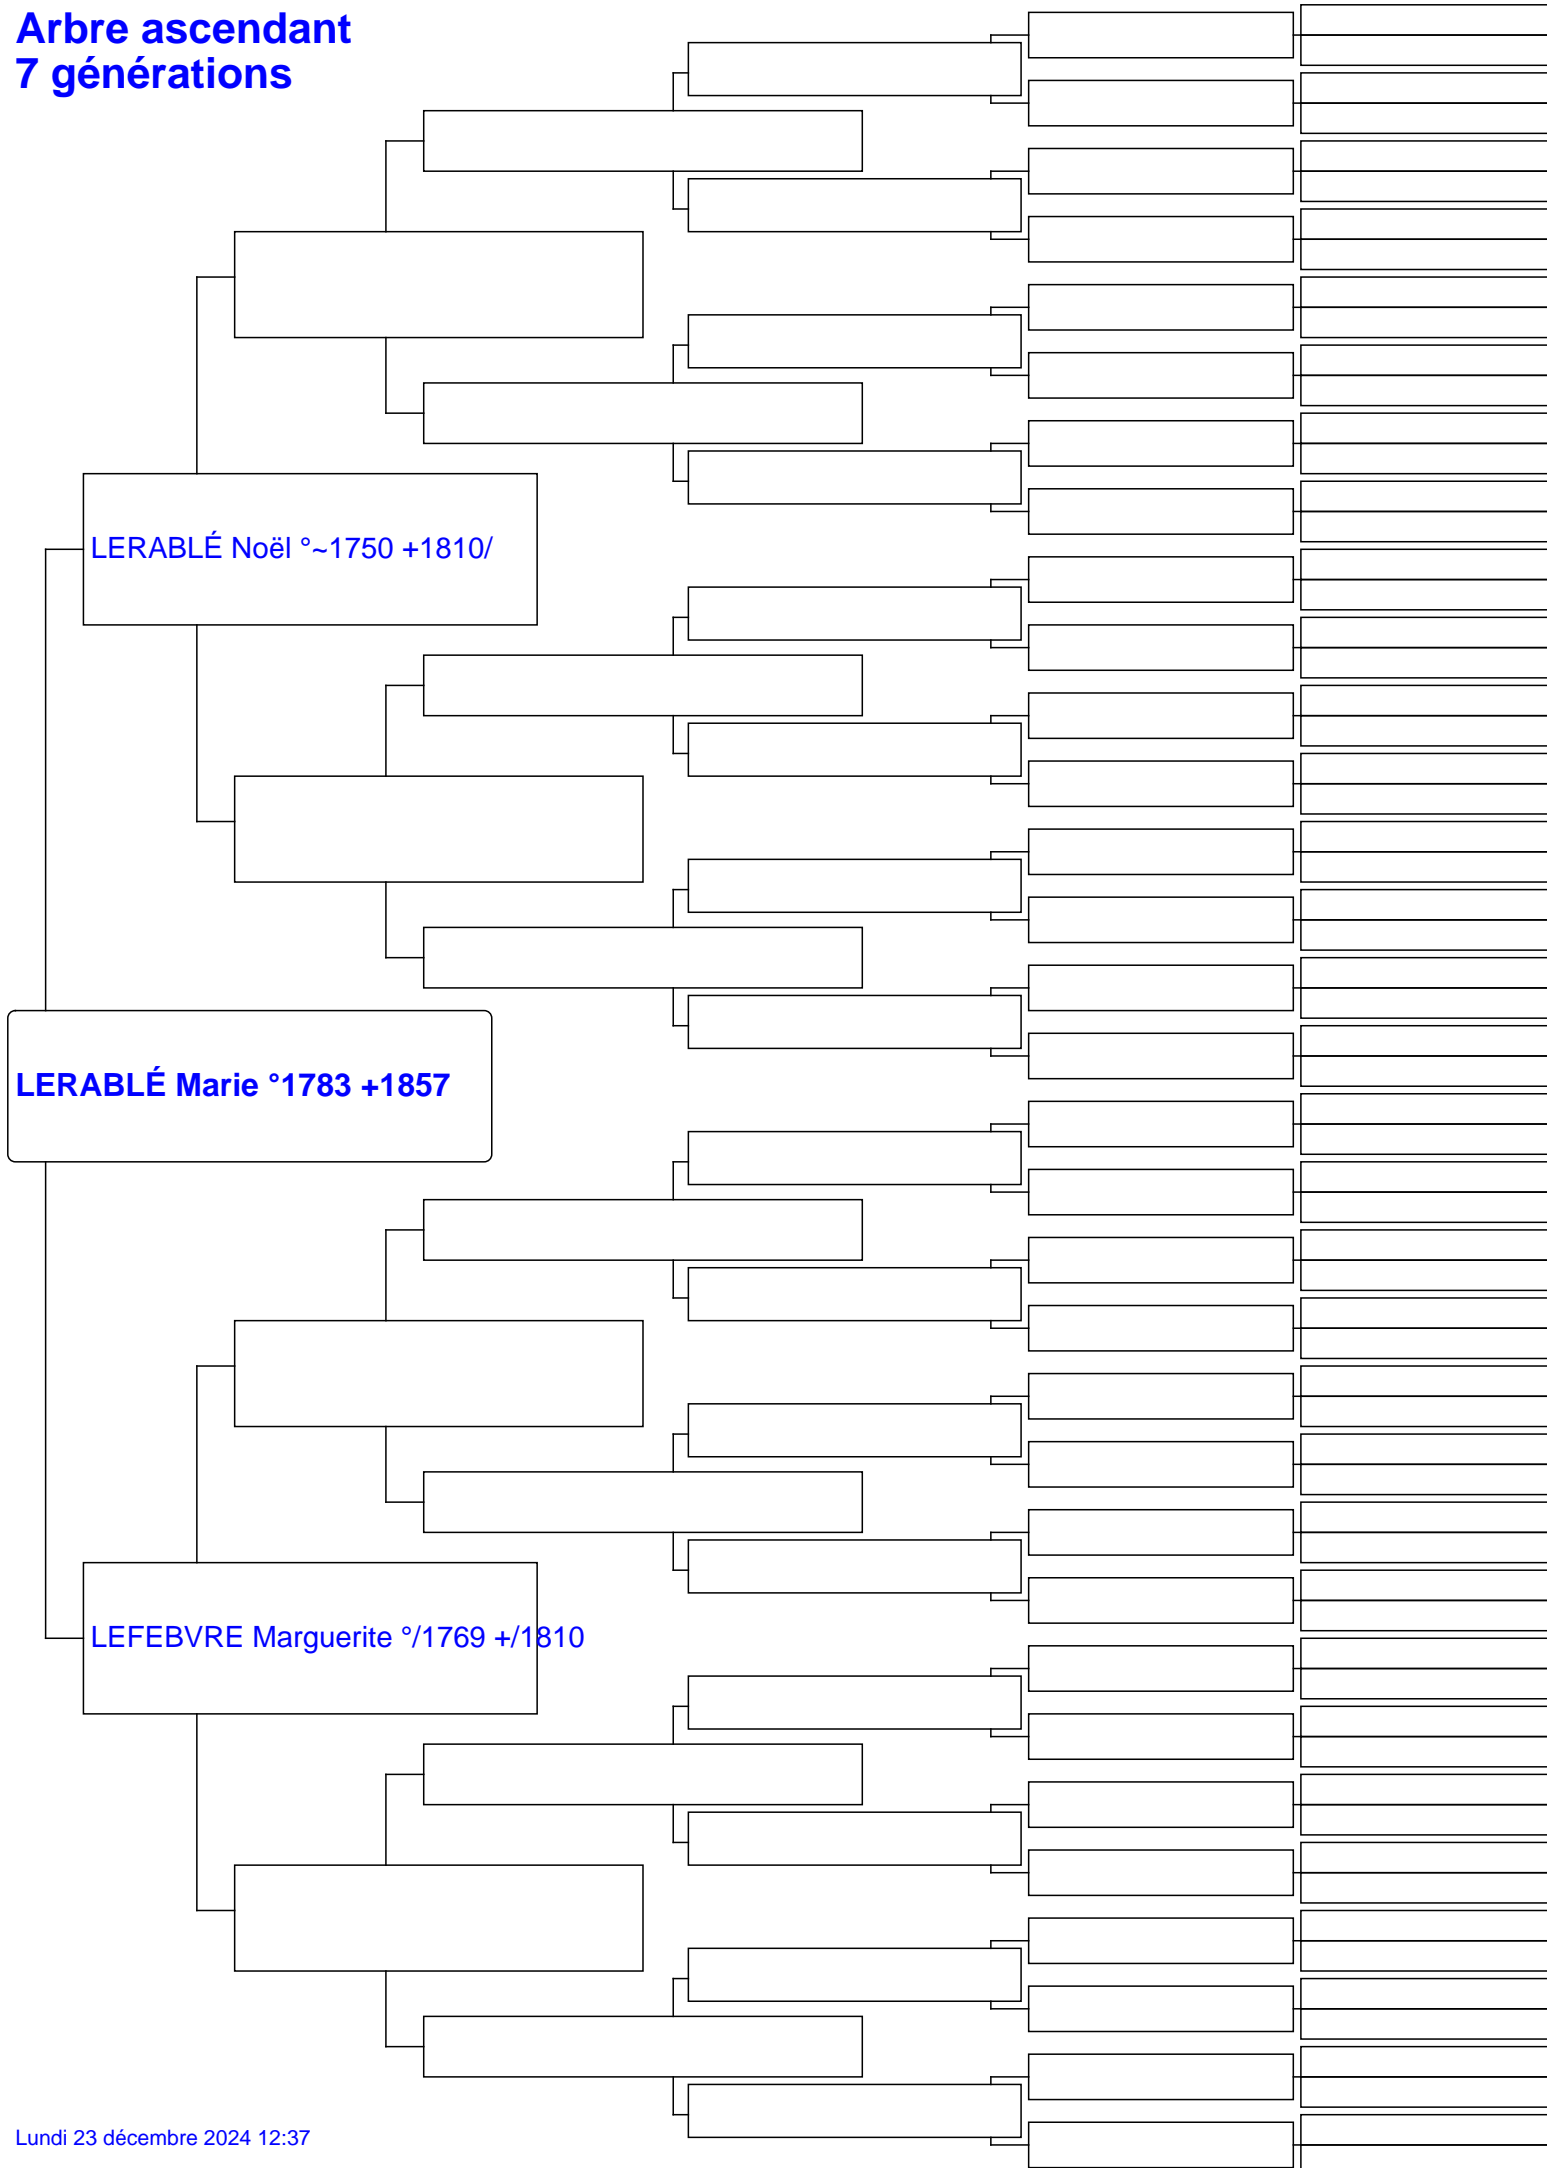 Arbre ascendant
7 générations
LERABLÉ Noël °~1750 +1810/
LERABLÉ Marie °1783 +1857
LEFEBVRE Marguerite °/1769 +/1810
Lundi 23 décembre 2024 12:37